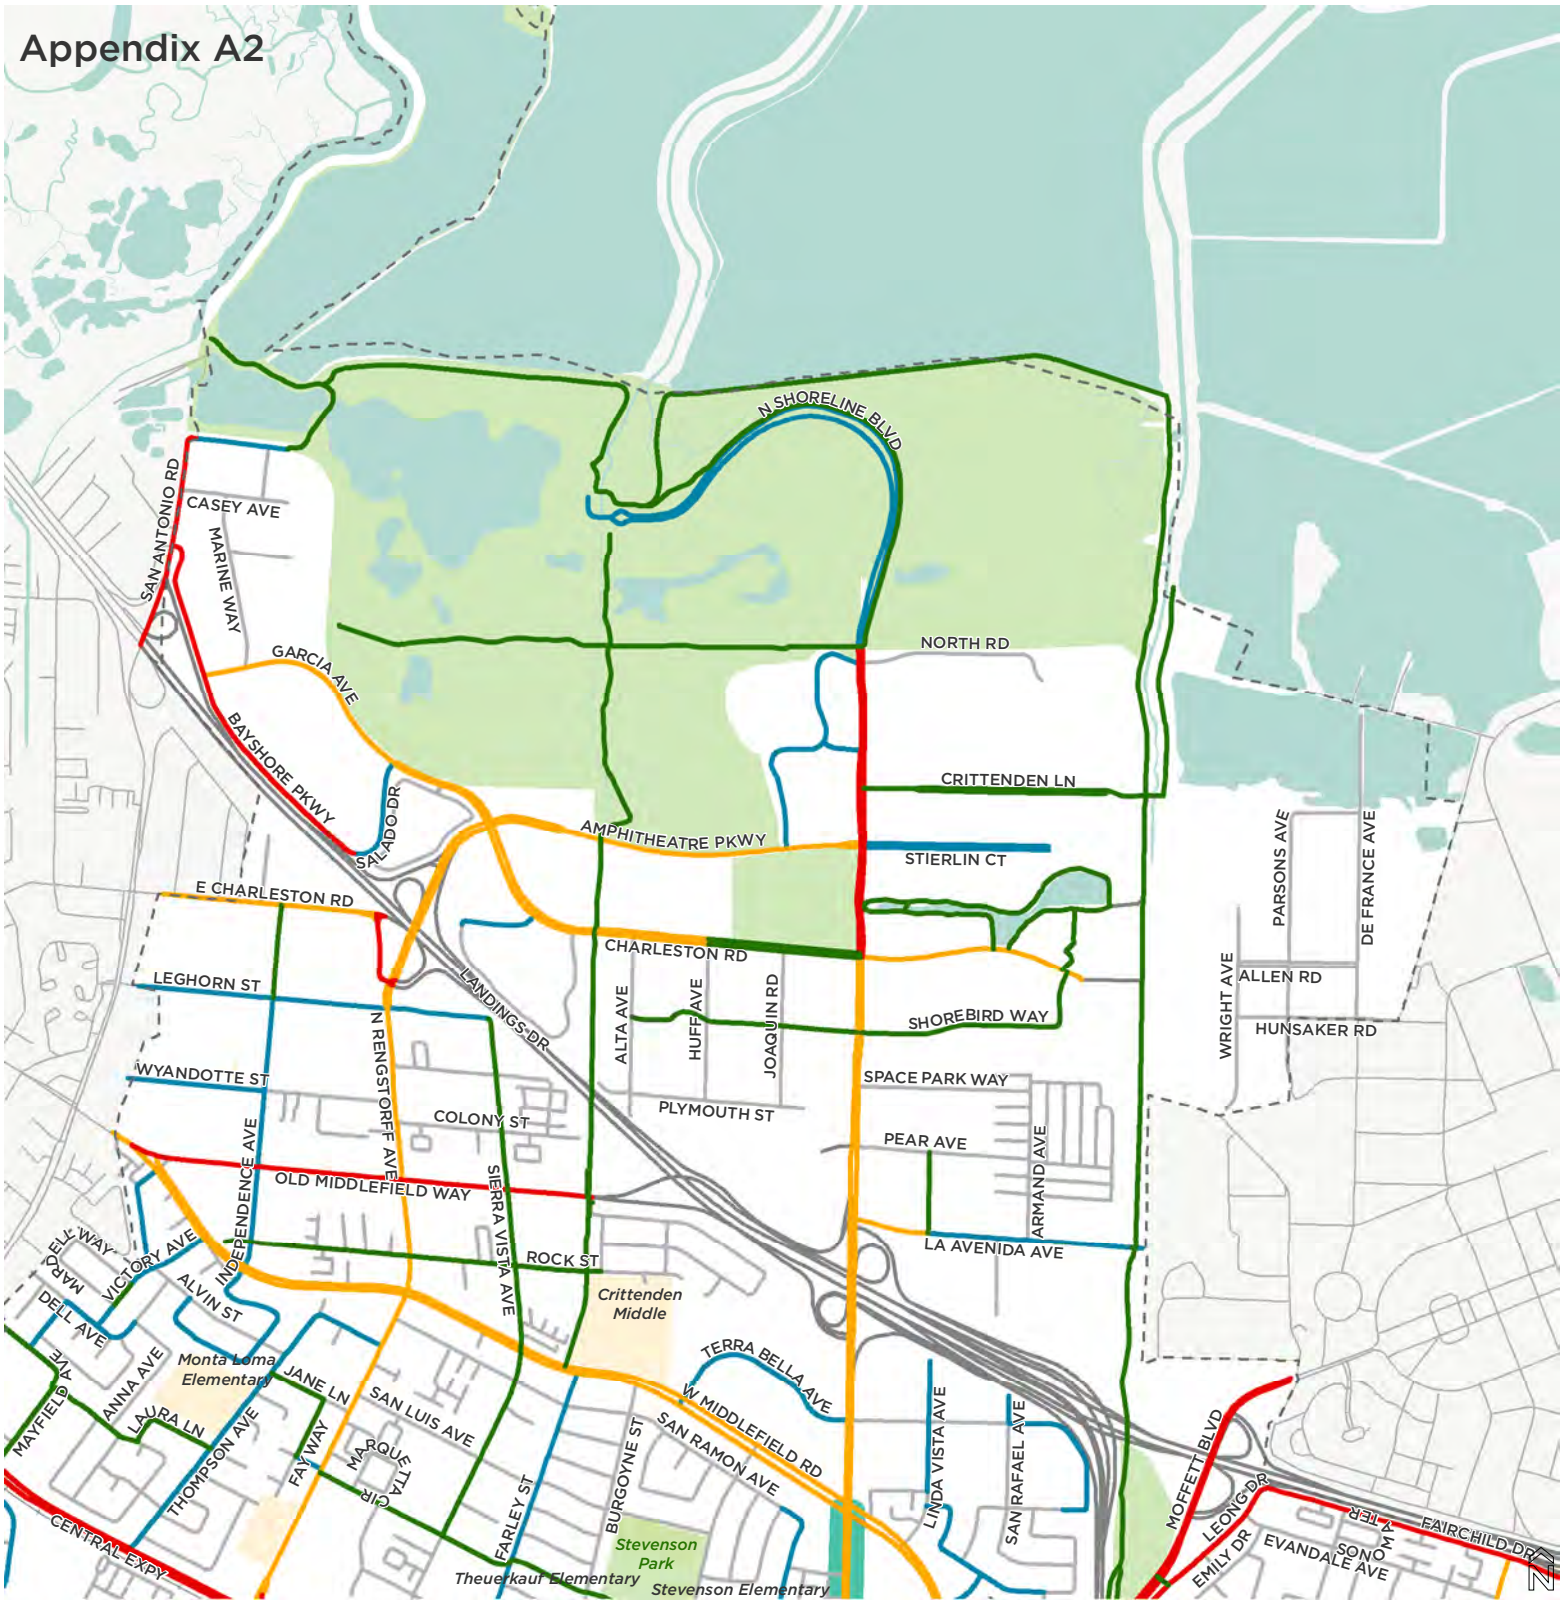 Appendix A2
N SHORELINE BLVD
SAN ANTONIO RD
CASEY AVE
MARINE WAY
GARCIA AVE
NORTH RD
BAYSHORE PKWY
CRITTENDEN LN
SALADO DR
AMPHITHEATRE PKWY
STIERLIN CT
PARSONS AVE
DE FRANCE AVE
E CHARLESTON RD
CHARLESTON RD
LEGHORN ST
LANDINGS DR
ALTA AVE
HUFF AVE
JOAQUIN RD
SHOREBIRD WAY
WRIGHT AVE
ALLEN RD
HUNSAKER RD
N RENGSTORFF AVE
WYANDOTTE ST
SPACE PARK WAY
COLONY ST
PLYMOUTH ST
PEAR AVE
ARMAND AVE
INDEPENDENCE AVE
OLD MIDDLEFIELD WAY
SIERRA VISTA AVE
LA AVENIDA AVE
ROCK ST
MARDELL WAY
VICTORY AVE
ALVIN ST
DELL AVE
Crittenden
Middle
Monta Loma
Elementary
TERRA BELLA AVE
MAYFIELD AVE
ANNA AVE
LAURA LN
JANE LN
SAN LUIS AVE
W MIDDLEFIELD RD
SAN RAMON AVE
LINDA VISTA AVE
SAN RAFAEL AVE
MOFFETT BLVD
THOMPSON AVE
FAY WAY
MARQUETTA CIR
BURGOYNE ST
FARLEY ST
LEONG DR
EMILY DR
EVANDALE AVE
SONOMA TER
FAIRCHILD DR
CENTRAL EXPY
Stevenson
Park
Theuerkauf Elementary
Stevenson Elementary
N